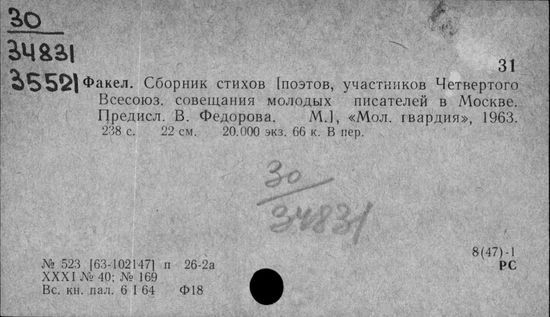 30
34831
35521
31
Факел. Сборник стихов [поэтов, участников Четвертого
Всесоюз. совещания молодых писателей в Москве.
Предисл. В. Федорова. М.], «Мол. гвардия», 1963.
238 с. 22 см. 20.000 экз. 66 к. В пер.
30
34831
8(47)-1
РС
№ 523 [63-102147] п 26-2а
XXXI № 40; № 169
Вс. кн. пал. 6 I 64 Ф18